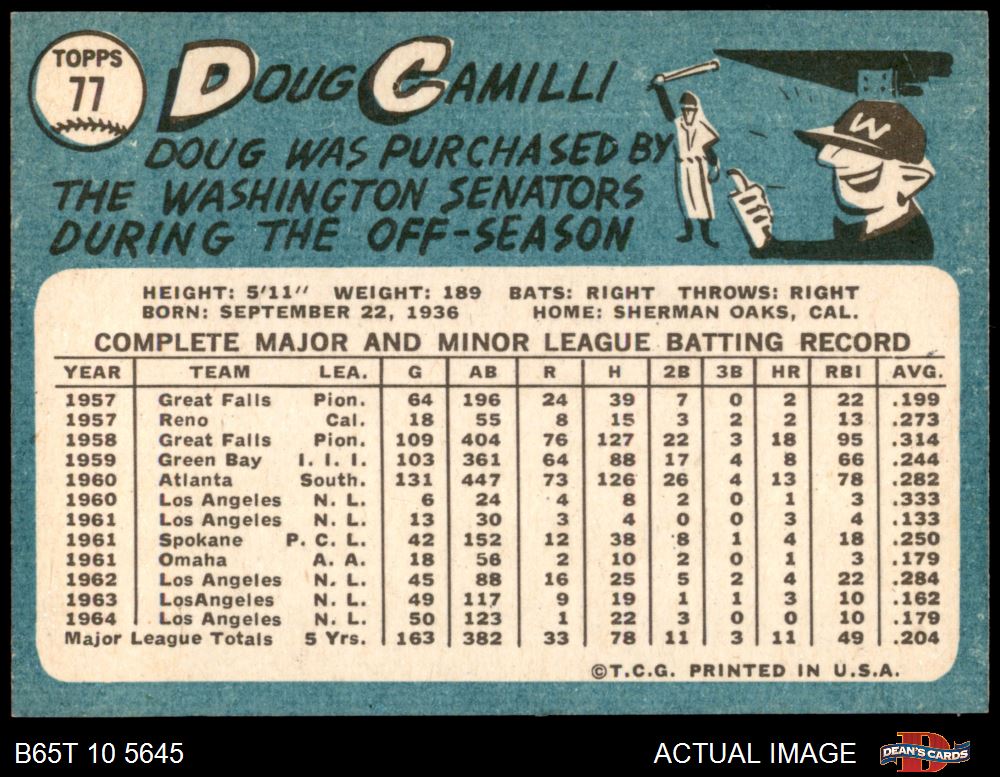 TOPPS
77
DOUG CAMILLI
DOUG WAS PURCHASED BY
THE WASHINGTON SENATORS
DURING THE OFF-SEASON
W
HEIGHT: 5'11" WEIGHT: 189 BATS: RIGHT THROWS: RIGHT
BORN: SEPTEMBER 22, 1936 HOME: SHERMAN OAKS, CAL.
COMPLETE MAJOR AND MINOR LEAGUE BATTING RECORD
YEAR TEAM LEA. G AB R H 2B 3B HR RBI AVG.
1957 Great Falls Pion. 64 196 24 39 7 0 2 22 .199
1957 Reno Cal. 18 55 8 15 3 2 2 13 .273
1958 Great Falls Pion. 109 404 76 127 22 3 18 95 .314
1959 Green Bay I. I. I. 103 361 64 88 17 4 8 66 .244
1960 Atlanta South. 131 447 73 126 26 4 13 78 .282
1960 Los Angeles N. L. 6 24 4 8 2 0 1 3 .333
1961 Los Angeles N. L. 13 30 3 4 0 0 3 4 .133
1961 Spokane P. C. L. 42 152 12 38 8 1 4 18 .250
1961 Omaha A. A. 18 56 2 10 2 0 1 3 .179
1962 Los Angeles N. L. 45 88 16 25 5 2 4 22 .284
1963 LosAngeles N. L. 49 117 9 19 1 1 3 10 .162
1964 Los Angeles N. L. 50 123 1 22 3 0 0 10 .179
Major League Totals 5 Yrs. 163 382 33 78 11 3 11 49 .204
©T.C.G. PRINTED IN U.S.A.
B65T 10 5645 ACTUAL IMAGE D DEAN'S CARDS